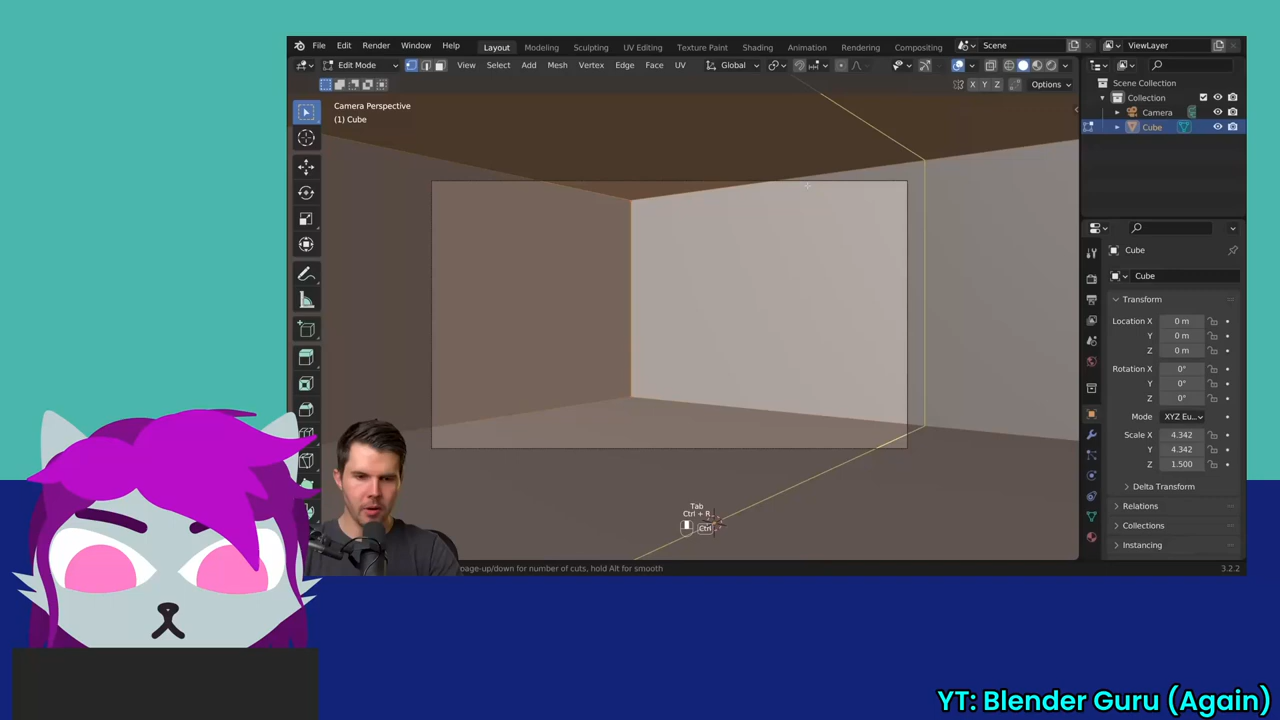 File Edit Render Window Help Layout Modeling Sculpting UV Editing Texture Paint Shading Animation Rendering Compositing Scene ViewLayer
Edit Mode View Select Add Mesh Vertex Edge Face UV Global
X Y Z Options
Camera Perspective
(1) Cube
Scene Collection
Collection
Camera
Cube
Cube
Cube
Transform
Location X 0 m
Y 0 m
Z 0 m
Rotation X 0°
Y 0°
Z 0°
Mode XYZ Eu..
Scale X 4.342
Y 4.342
Z 1.500
Delta Transform
Relations
Collections
Instancing
Tab
Ctrl + R
Ctrl
page-up/down for number of cuts, hold Alt for smooth
3.2.2
YT: Blender Guru (Again)